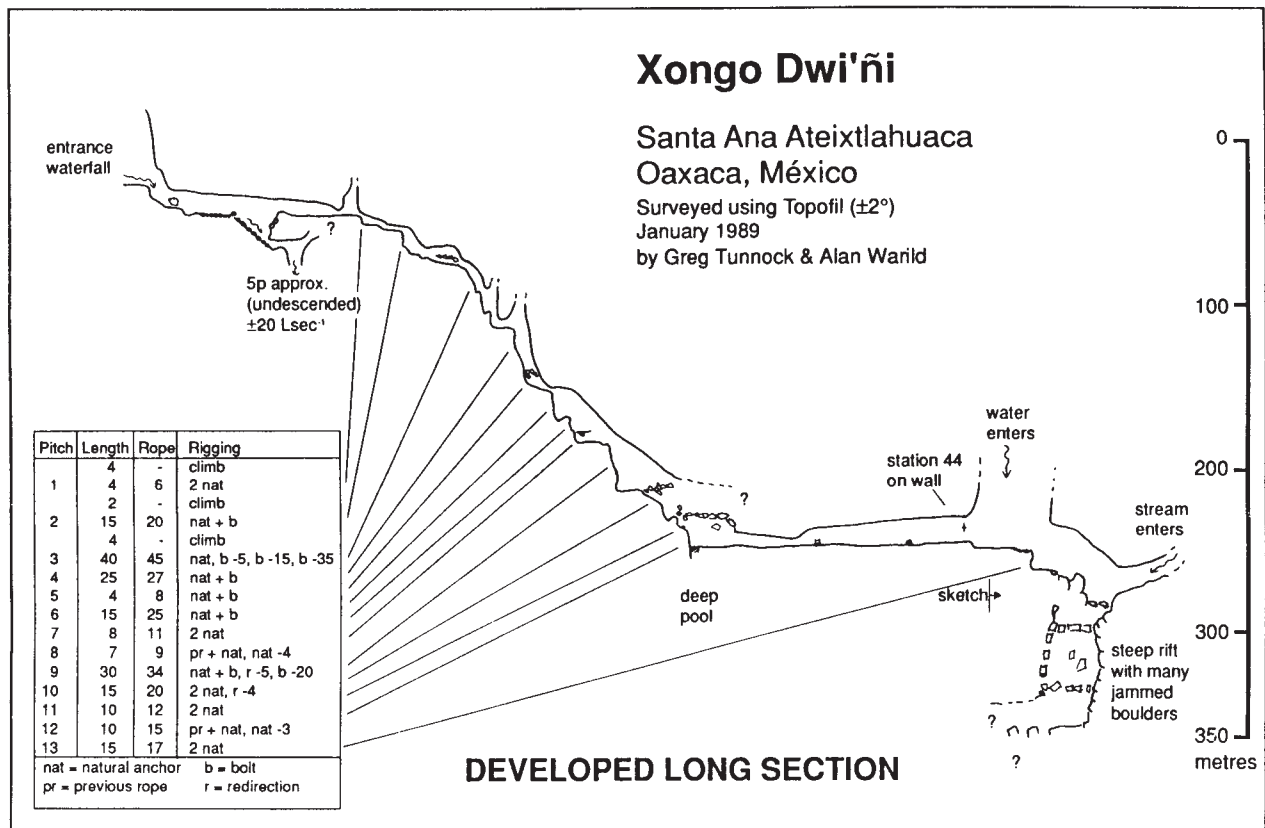 Xongo Dwi'ñi
Santa Ana Ateixtlahuaca
Oaxaca, México
Surveyed using Topofil (±2°)
January 1989
by Greg Tunnock & Alan Warild
entrance
waterfall
?
5p approx.
(undescended)
±20 Lsec⁻¹
0
100
200
300
350
metres
water
enters
station 44
on wall
?
stream
enters
deep
pool
sketch
steep rift
with many
jammed
boulders
?
?
Pitch Length Rope Rigging
4 - climb
1 4 6 2 nat
2 - climb
2 15 20 nat + b
4 - climb
3 40 45 nat, b -5, b -15, b -35
4 25 27 nat + b
5 4 8 nat + b
6 15 25 nat + b
7 8 11 2 nat
8 7 9 pr + nat, nat -4
9 30 34 nat + b, r -5, b -20
10 15 20 2 nat, r -4
11 10 12 2 nat
12 10 15 pr + nat, nat -3
13 15 17 2 nat
nat = natural anchor b = bolt
pr = previous rope r = redirection
DEVELOPED LONG SECTION